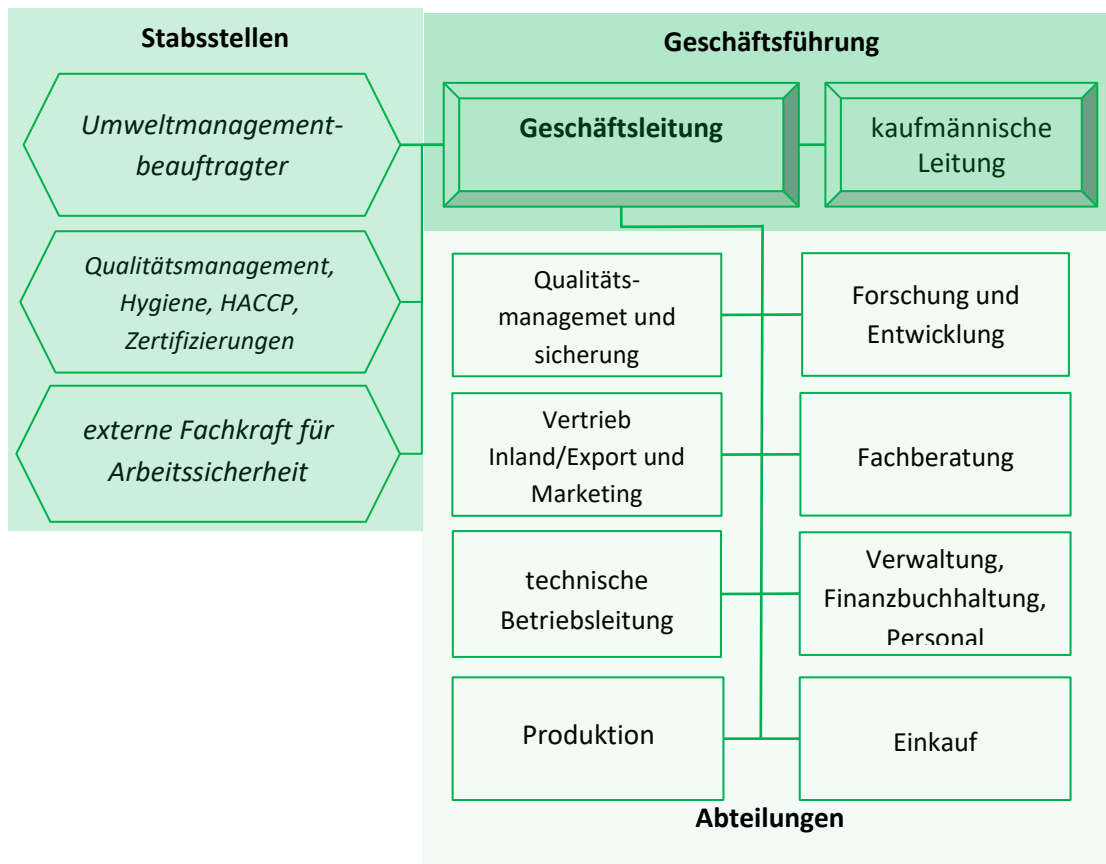 Stabsstellen
Umweltmanagement-
beauftragter
Qualitätsmanagement,
Hygiene, HACCP,
Zertifizierungen
externe Fachkraft für
Arbeitssicherheit
Geschäftsführung
Geschäftsleitung
kaufmännische
Leitung
Qualitäts-
managemet und
sicherung
Forschung und
Entwicklung
Vertrieb
Inland/Export und
Marketing
Fachberatung
technische
Betriebsleitung
Verwaltung,
Finanzbuchhaltung,
Personal
Produktion
Einkauf
Abteilungen